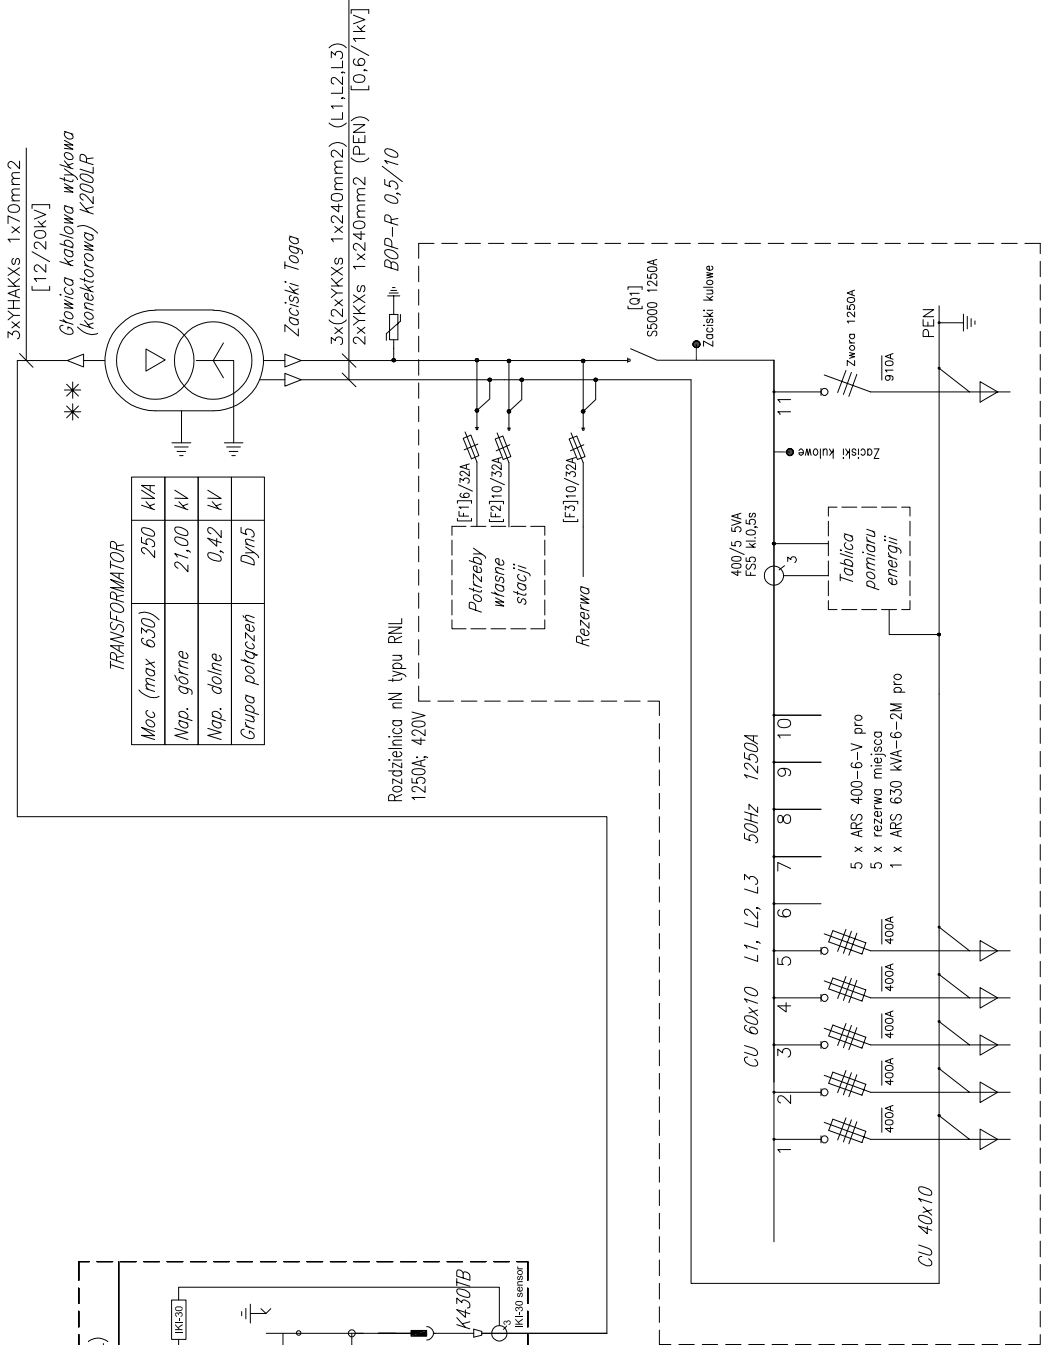 3xYHAKXs 1x70mm2
[12/20kV]
Głowica kablowa wtykowa
(konektorowa) K200LR
**
Zaciski Toga
3x(2xYKXs 1x240mm2) (L1,L2,L3)
2xYKXs 1x240mm2 (PEN) [0,6/1kV]
BOP-R 0,5/10
TRANSFORMATOR
Moc (max 630) 250 kVA
Nap. górne 21,00 kV
Nap. dolne 0,42 kV
Grupa połączeń Dyn5
Rozdzielnica nN typu RNL
1250A; 420V
[F1]6/32A
[F2]10/32A
[F3]10/32A
Potrzeby
własne
stacji
Rezerwa
[Q1]
S5000 1250A
Zaciski kulowe
400/5 5VA
FS5 kl.0,5s
3
Tablica
pomiaru
energii
Zaciski kulowe
11
Zwora 1250A
910A
PEN
CU 60x10 L1, L2, L3 50Hz 1250A
1
2
3
4
5
6
7
8
9
10
400A
400A
400A
400A
400A
5 x ARS 400-6-V pro
5 x rezerwa miejsca
1 x ARS 630 kVA-6-2M pro
CU 40x10
IKI-30
K430TB
3
IKI-30 sensor